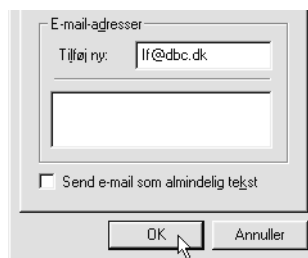 E-mail-adresser
Tilføj ny: lf@dbc.dk
Send e-mail som almindelig tekst
OK Annuller